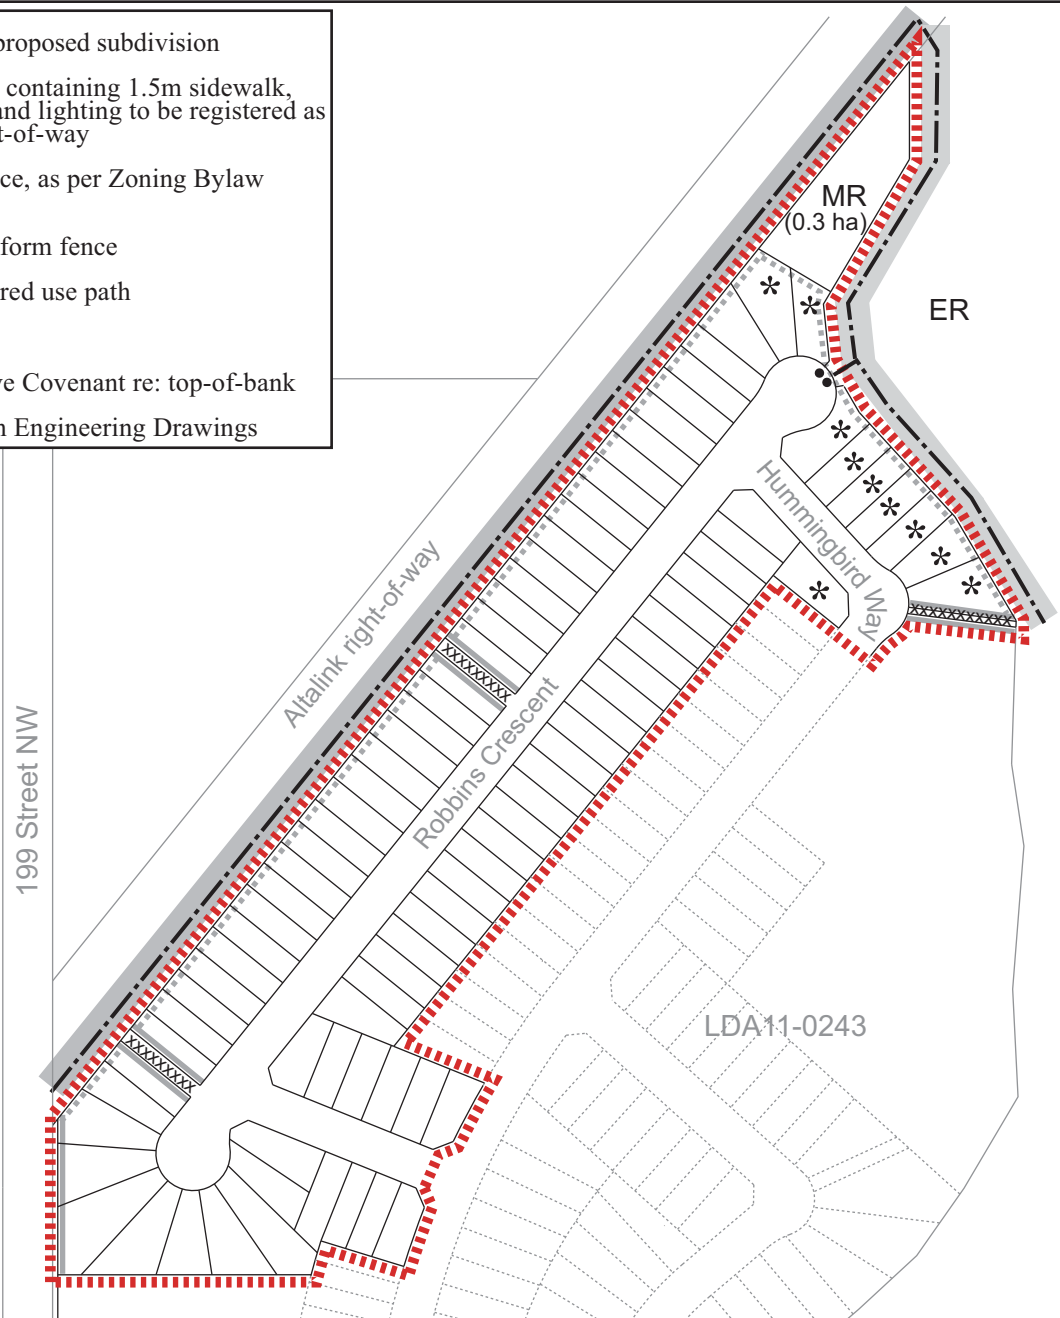 proposed subdivision
containing 1.5m sidewalk,
and lighting to be registered as
t-of-way
ce, as per Zoning Bylaw
form fence
red use path
ve Covenant re: top-of-bank
n Engineering Drawings
MR
(0.3 ha)
ER
Hummingbird Way
Altalink right-of-way
Robbins Crescent
199 Street NW
LDA11-0243